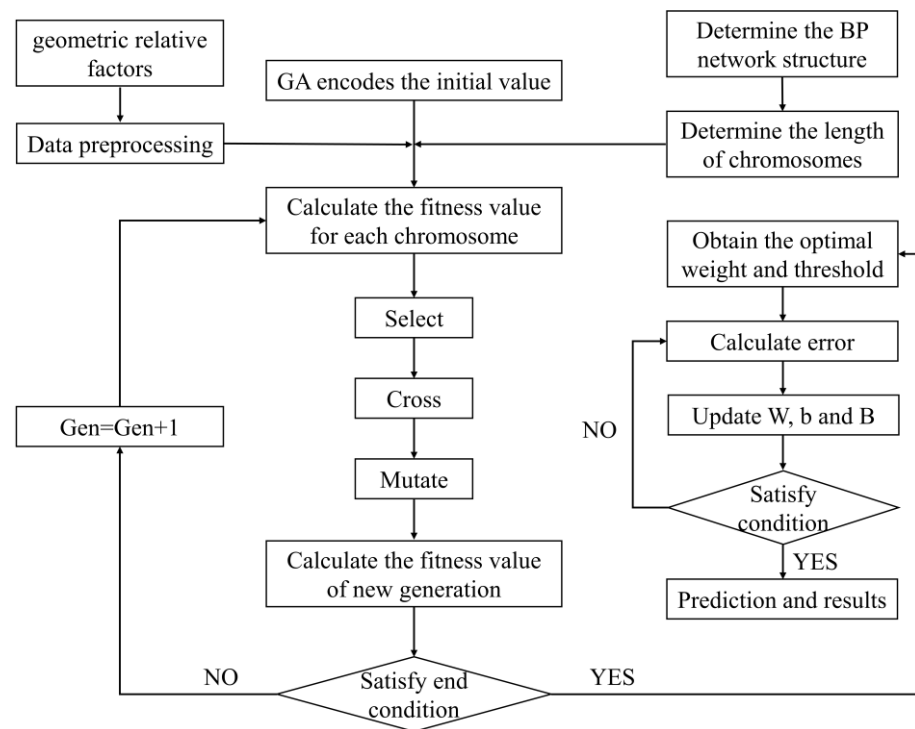 geometric relative
factors
Data preprocessing
GA encodes the initial value
Determine the BP
network structure
Determine the length
of chromosomes
Calculate the fitness value
for each chromosome
Select
Cross
Mutate
Calculate the fitness value
of new generation
Satisfy end
condition
NO
YES
Gen=Gen+1
Obtain the optimal
weight and threshold
Calculate error
Update W, b and B
NO
Satisfy
condition
YES
Prediction and results